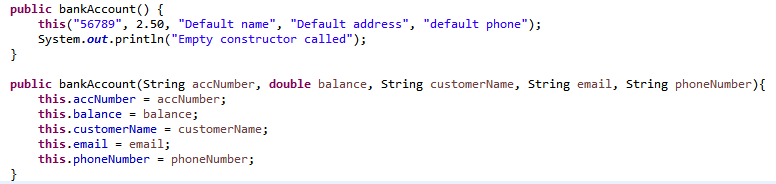 public bankAccount() {
this("56789", 2.50, "Default name", "Default address", "default phone");
System.out.println("Empty constructor called");
}
public bankAccount(String accNumber, double balance, String customerName, String email, String phoneNumber){
this.accNumber = accNumber;
this.balance = balance;
this.customerName = customerName;
this.email = email;
this.phoneNumber = phoneNumber;
}